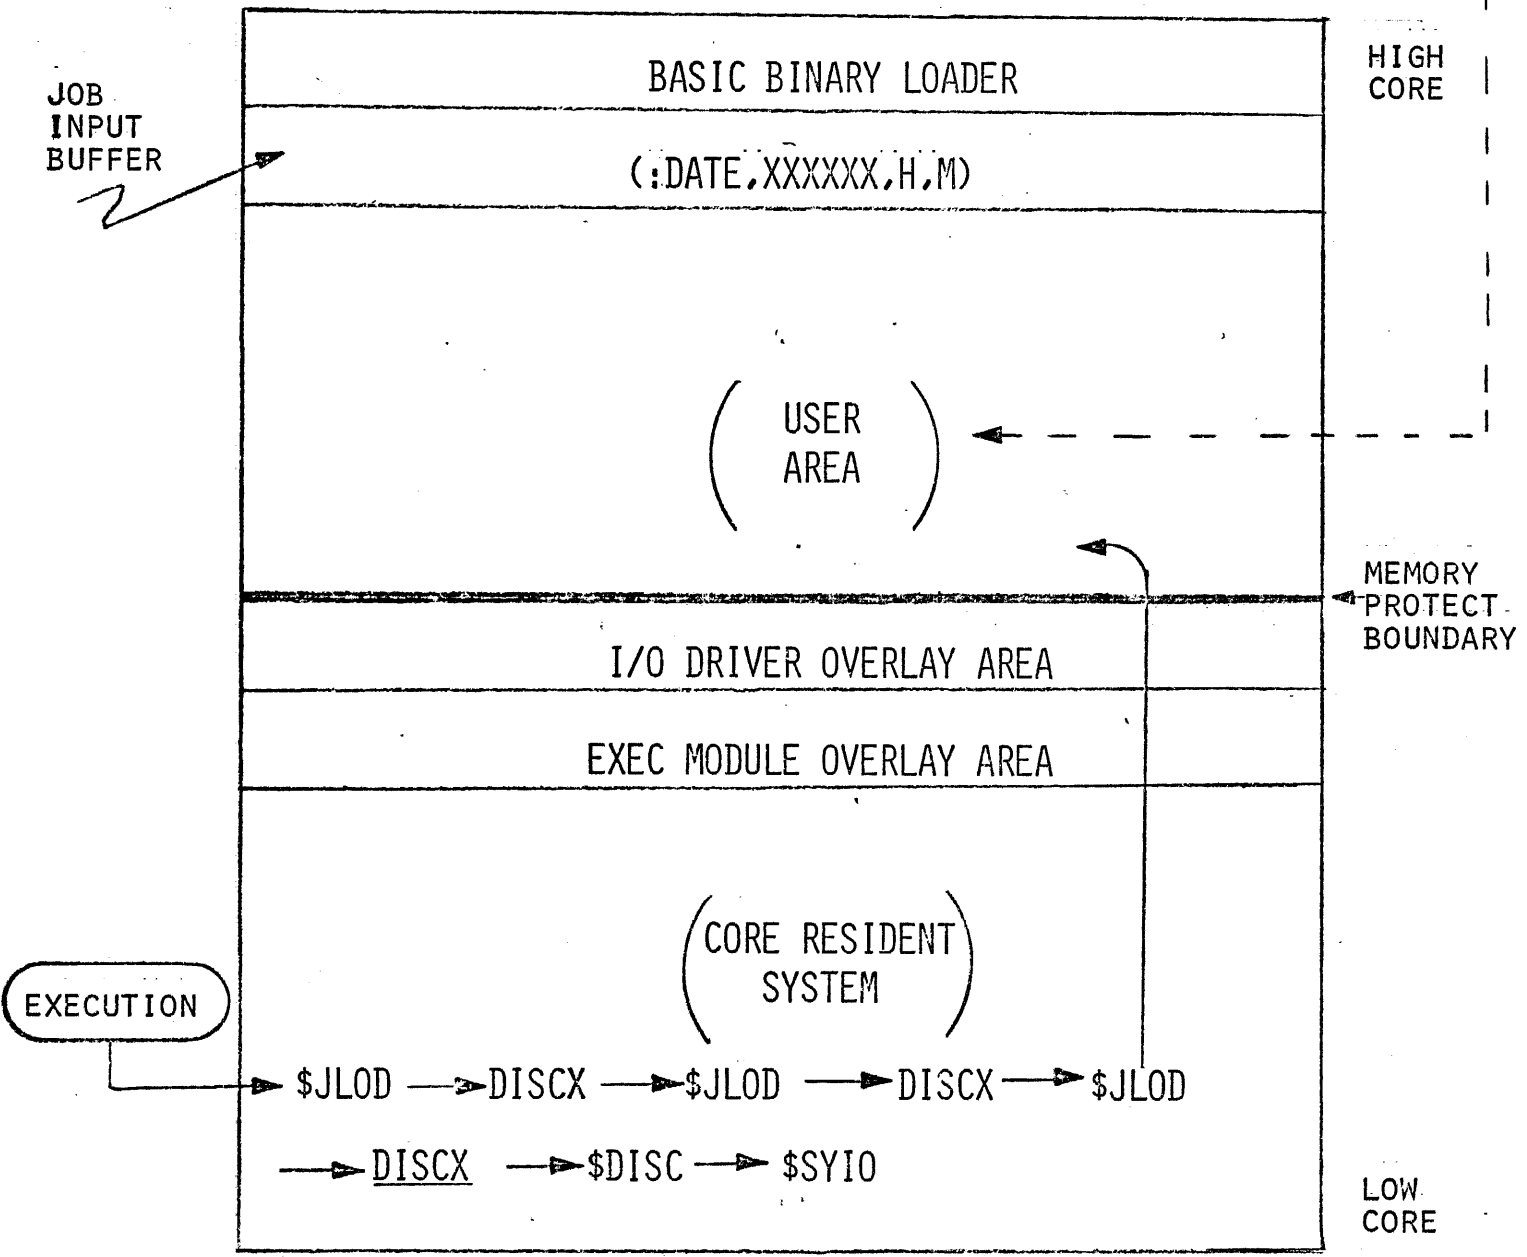 BASIC BINARY LOADER
HIGH
CORE
JOB
INPUT
BUFFER
(:DATE,XXXXXX,H,M)
USER
AREA
MEMORY
PROTECT
BOUNDARY
I/O DRIVER OVERLAY AREA
EXEC MODULE OVERLAY AREA
CORE RESIDENT
SYSTEM
EXECUTION
$JLOD DISCX $JLOD DISCX $JLOD
DISCX $DISC $SYIO
LOW
CORE